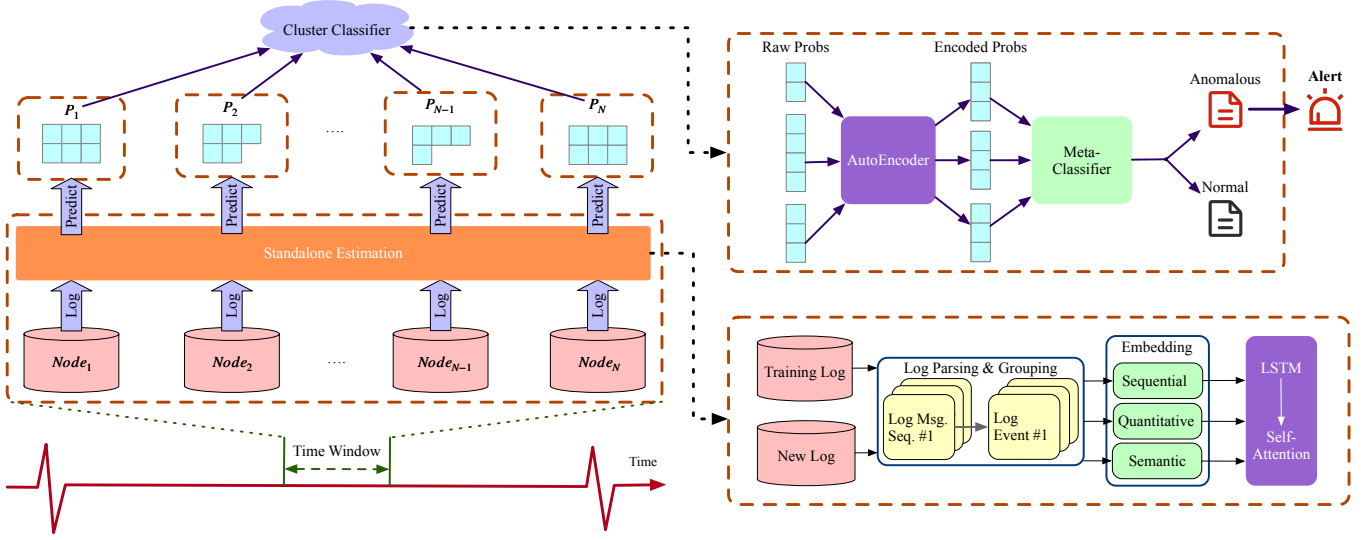 Cluster Classifier
P1
P2
....
PN−1
PN
Predict
Predict
Predict
Predict
Standalone Estimation
Log
Log
Log
Log
Node1
Node2
....
NodeN−1
NodeN
Time Window
Time
Raw Probs
Encoded Probs
AutoEncoder
Meta-
Classifier
Anomalous
Normal
Alert
Training Log
New Log
Log Parsing & Grouping
Log Msg.
Seq. #1
Log
Event #1
Embedding
Sequential
Quantitative
Semantic
LSTM
Self-
Attention